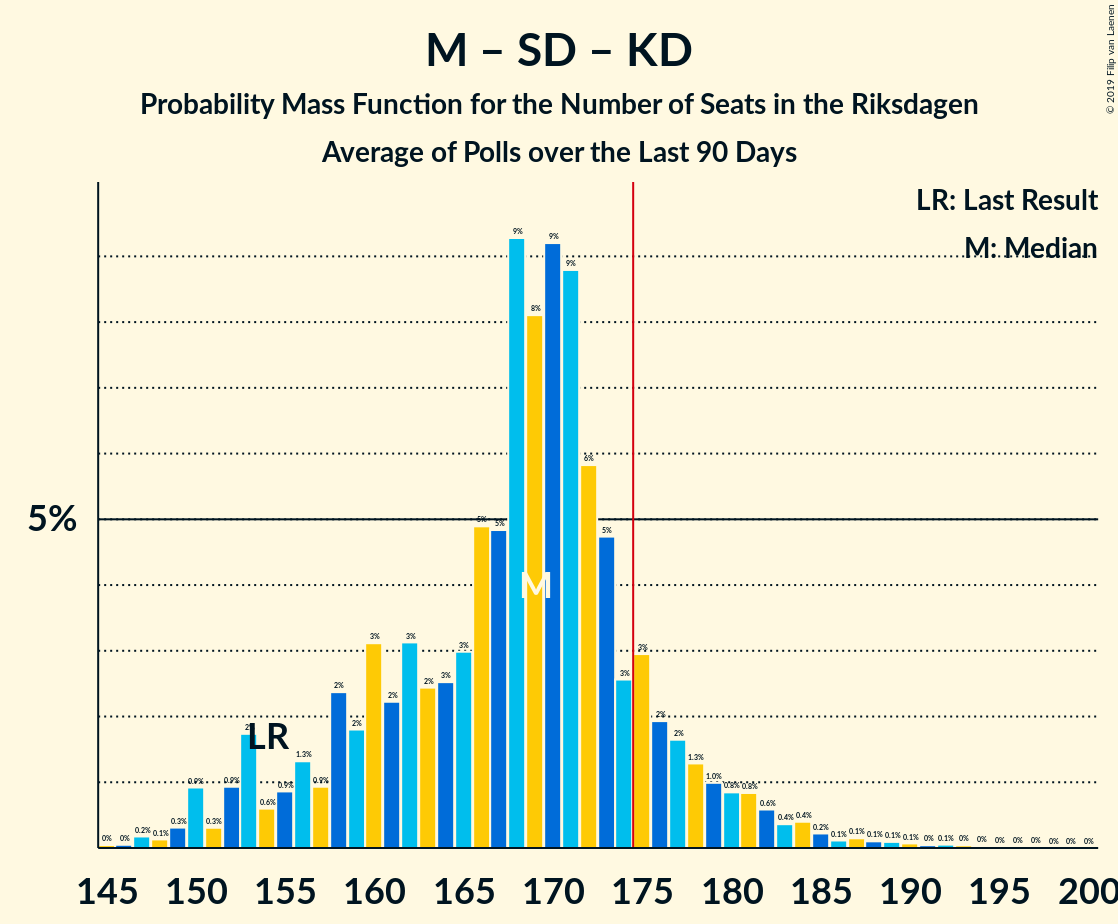 M – SD – KD
Probability Mass Function for the Number of Seats in the Riksdagen
Average of Polls over the Last 90 Days
© 2019 Filip van Laenen
LR: Last Result
M: Median
5%
0% 0% 0.2% 0.1% 0.3% 0.9% 0.3% 0.9% 2% 0.6% 0.9% 1.3% 0.9% 2% 2% 3% 2% 3% 2% 3% 3% 5% 5% 9% 8% 9% 9% 6% 5% 3% 3% 2% 2% 1.3% 1.0% 0.8% 0.8% 0.6% 0.4% 0.4% 0.2% 0.1% 0.1% 0.1% 0.1% 0.1% 0% 0.1% 0% 0% 0% 0% 0% 0% 0% 0%
M
LR
145 150 155 160 165 170 175 180 185 190 195 200